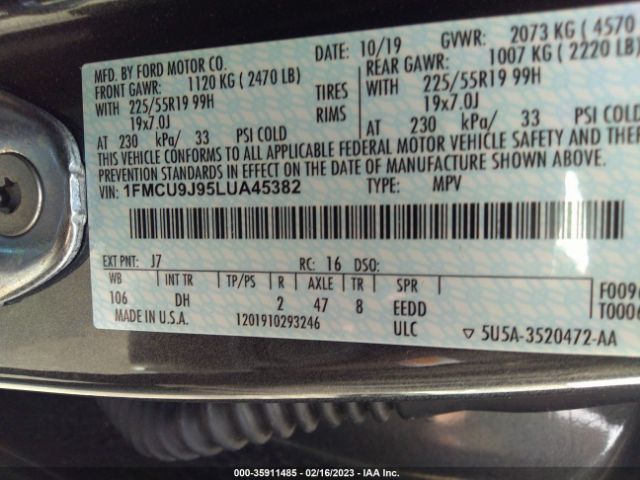 MFD. BY FORD MOTOR CO. DATE: 10/19 GVWR: 2073 KG ( 4570
FRONT GAWR: 1120 KG ( 2470 LB) REAR GAWR: 1007 KG ( 2220 LB)
WITH 225/55R19 99H TIRES WITH 225/55R19 99H
19x7.0J RIMS 19x7.0J
AT 230 kPa/ 33 PSI COLD AT 230 kPa/ 33 PSI COLD
THIS VEHICLE CONFORMS TO ALL APPLICABLE FEDERAL MOTOR VEHICLE SAFETY AND THEF
PREVENTION STANDARDS IN EFFECT ON THE DATE OF MANUFACTURE SHOWN ABOVE.
VIN: 1FMCU9J95LUA45382 TYPE: MPV
EXT PNT: J7 RC: 16 DSO:
WB INT TR TP/PS R AXLE TR SPR
106 DH 2 47 8 EEDD
MADE IN U.S.A. 1201910293246 ULC
F009
T0006
▽ 5U5A-3520472-AA
000-35911485 - 02/16/2023 - IAA Inc.